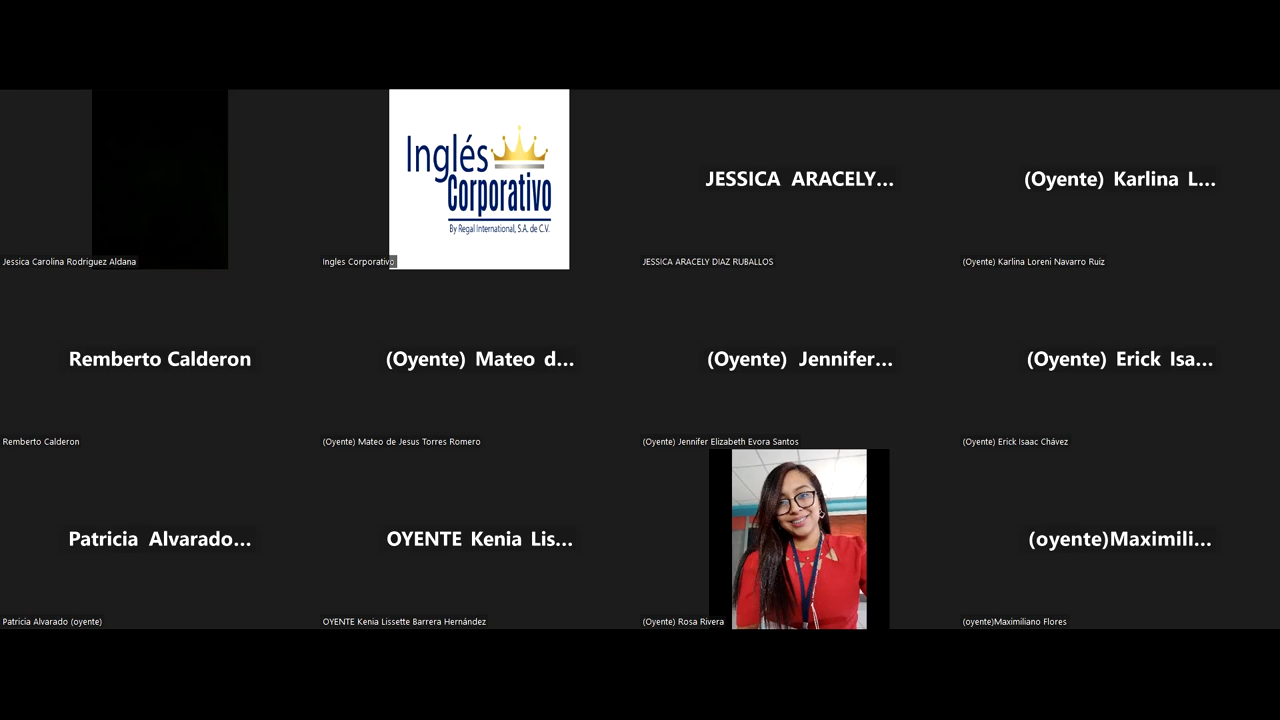 Inglés
Corporativo
By Regal International, S.A. de C.V.
JESSICA ARACELY...
(Oyente) Karlina L...
Jessica Carolina Rodriguez Aldana
Ingles Corporativo
JESSICA ARACELY DIAZ RUBALLOS
(Oyente) Karlina Loreni Navarro Ruiz
Remberto Calderon
(Oyente) Mateo d...
(Oyente) Jennifer...
(Oyente) Erick Isa...
Remberto Calderon
(Oyente) Mateo de Jesus Torres Romero
(Oyente) Jennifer Elizabeth Evora Santos
(Oyente) Erick Isaac Chávez
Patricia Alvarado...
OYENTE Kenia Lis...
(oyente)Maximili...
Patricia Alvarado (oyente)
OYENTE Kenia Lissette Barrera Hernández
(Oyente) Rosa Rivera
(oyente)Maximiliano Flores